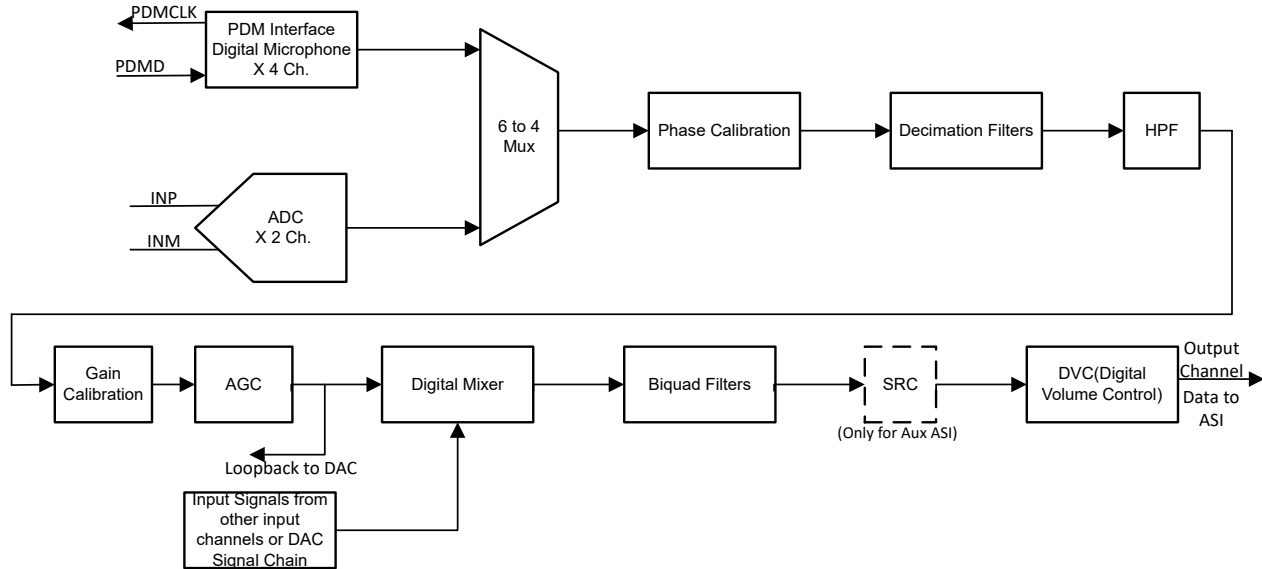 PDMCLK
PDM Interface
Digital Microphone
X 4 Ch.
PDMD
6 to 4
Mux
Phase Calibration
Decimation Filters
HPF
INP
ADC
X 2 Ch.
INM
Gain
Calibration
AGC
Digital Mixer
Biquad Filters
SRC
(Only for Aux ASI)
DVC(Digital
Volume Control)
Output
Channel
Data to
ASI
Loopback to DAC
Input Signals from
other input
channels or DAC
Signal Chain